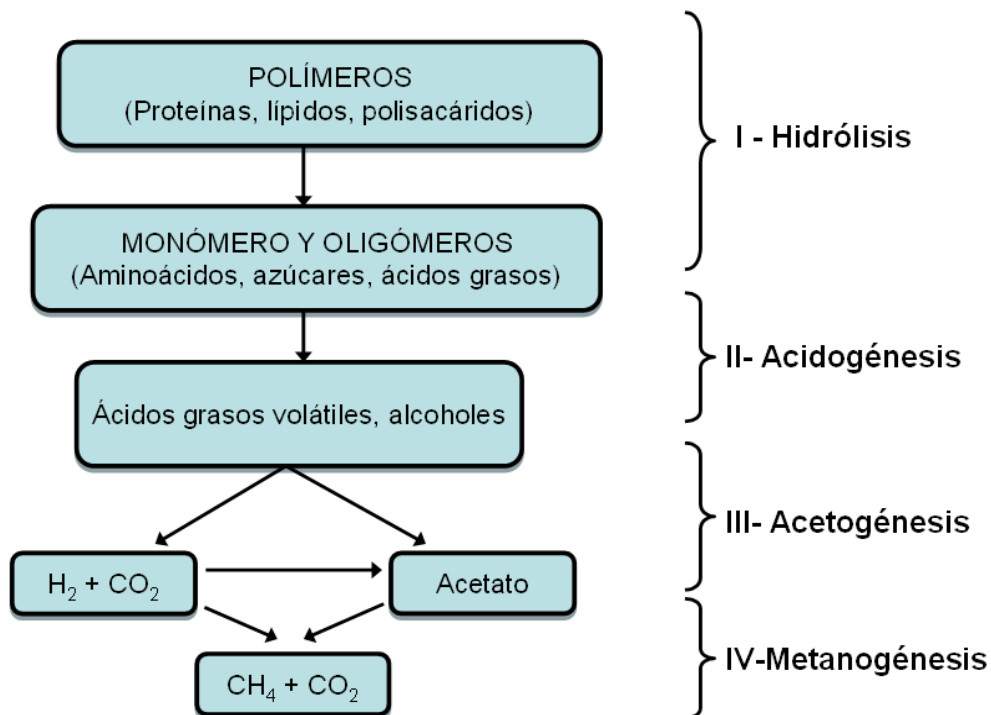 POLÍMEROS
(Proteínas, lípidos, polisacáridos)
I - Hidrólisis
MONÓMERO Y OLIGÓMEROS
(Aminoácidos, azúcares, ácidos grasos)
II- Acidogénesis
Ácidos grasos volátiles, alcoholes
III- Acetogénesis
H₂ + CO₂
Acetato
IV-Metanogénesis
CH₄ + CO₂